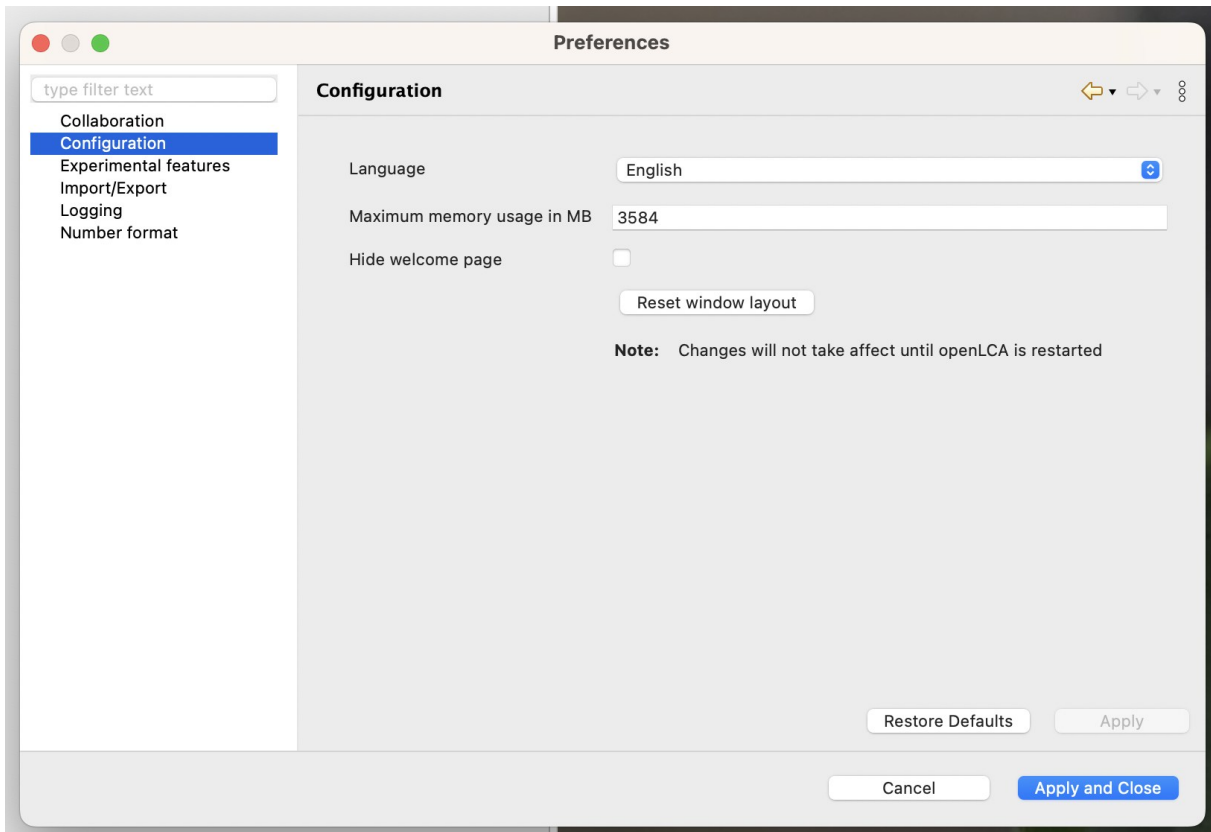 Preferences
type filter text
Collaboration
Configuration
Experimental features
Import/Export
Logging
Number format
Configuration
Language English
Maximum memory usage in MB 3584
Hide welcome page
Reset window layout
Note: Changes will not take affect until openLCA is restarted
Restore Defaults Apply
Cancel Apply and Close